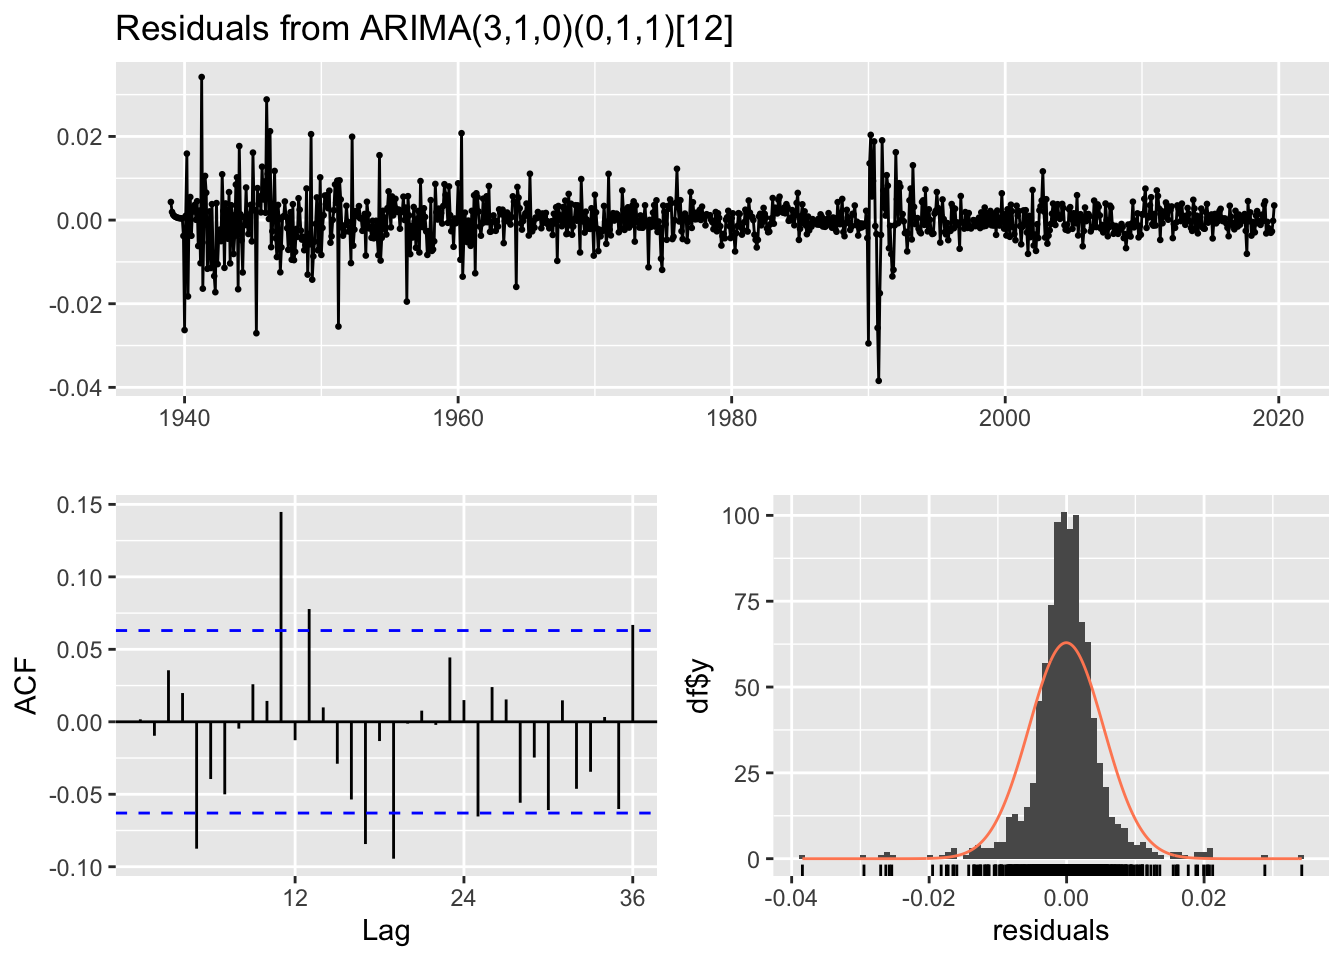 Residuals from ARIMA(3,1,0)(0,1,1)[12]
0.02
0.00
-0.02
-0.04
1940 1960 1980 2000 2020
0.15
0.10
0.05
0.00
-0.05
-0.10
ACF
12 24 36
Lag
100
75
50
25
0
df$y
-0.04 -0.02 0.00 0.02
residuals